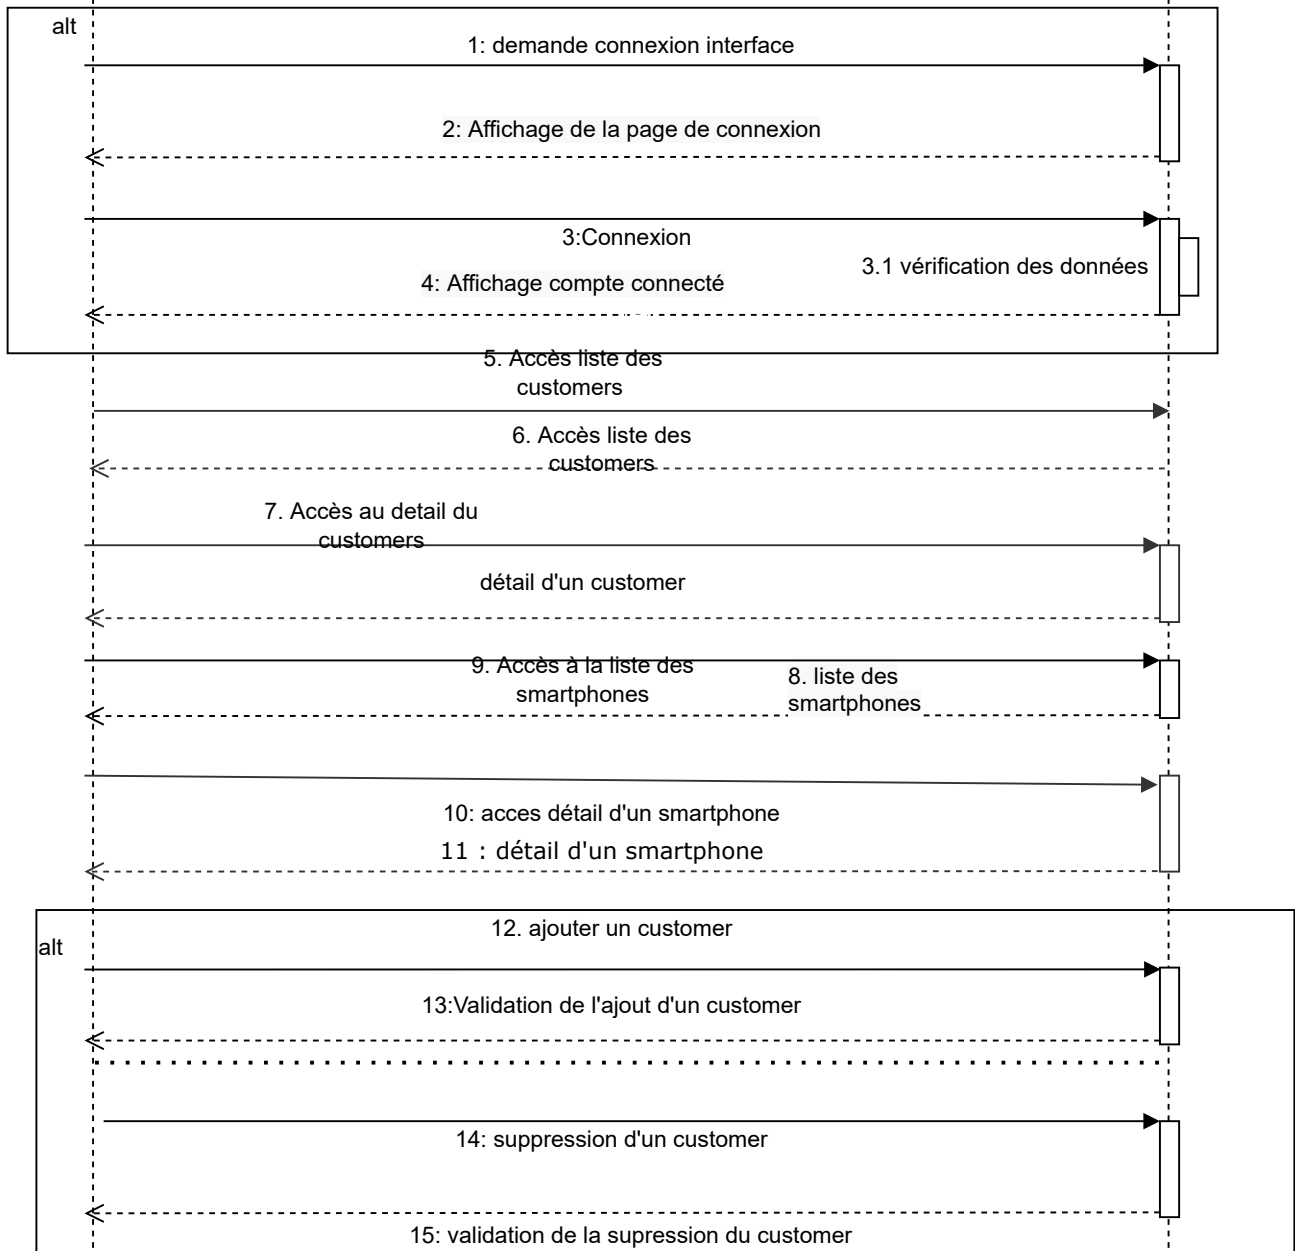 alt
1: demande connexion interface
2: Affichage de la page de connexion
3:Connexion
3.1 vérification des données
4: Affichage compte connecté
5. Accès liste des
customers
6. Accès liste des
customers
7. Accès au detail du
customers
détail d'un customer
9. Accès à la liste des
smartphones
8. liste des
smartphones
10: acces détail d'un smartphone
11 : détail d'un smartphone
12. ajouter un customer
alt
13:Validation de l'ajout d'un customer
14: suppression d'un customer
15: validation de la supression du customer